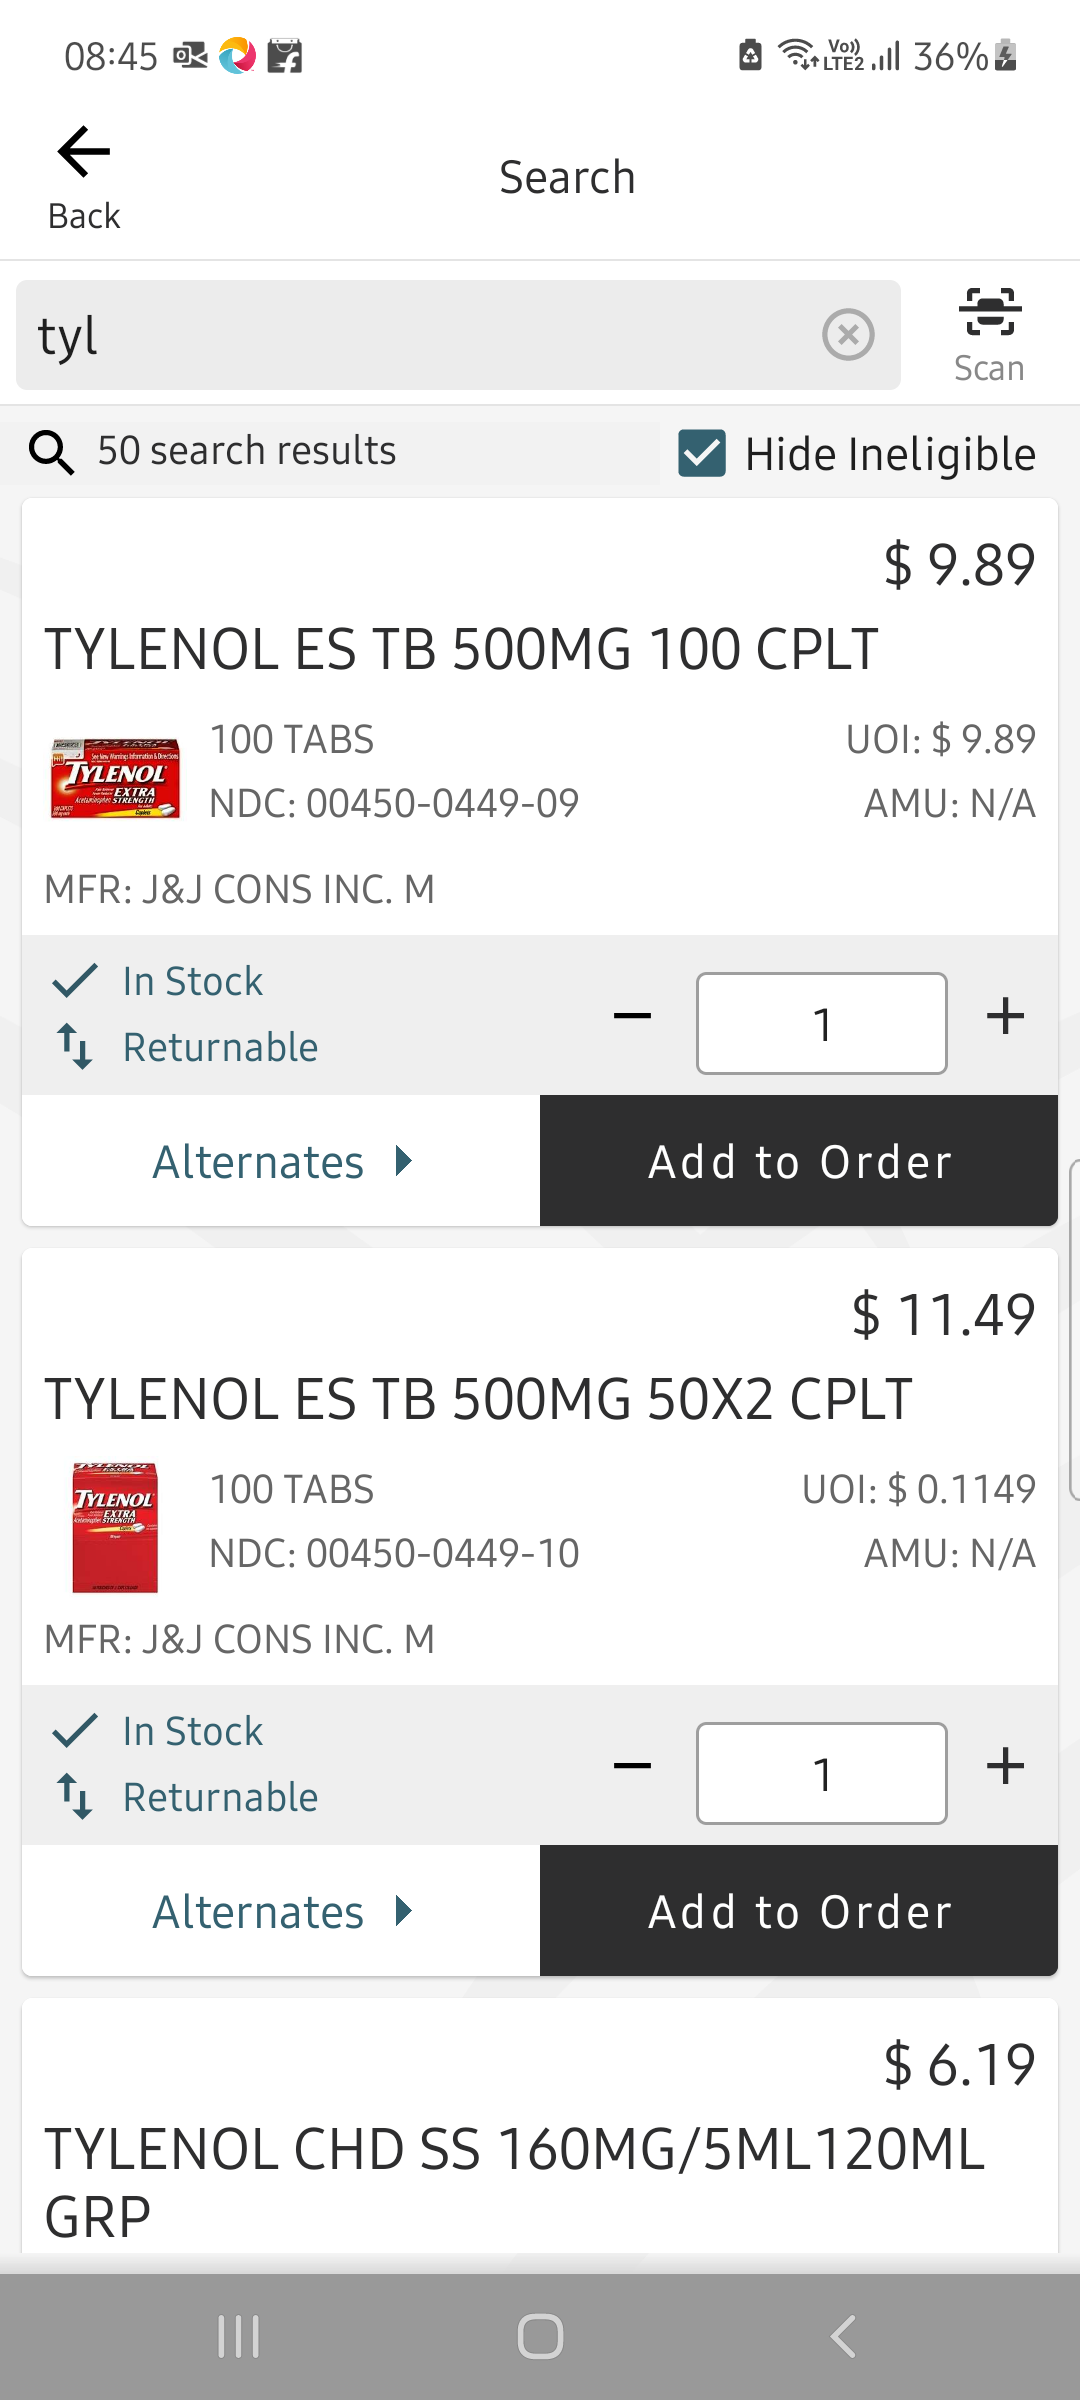 08:45 Vo)) LTE2 36%
Back
Search
tyl
Scan
50 search results
Hide Ineligible
$ 9.89
TYLENOL ES TB 500MG 100 CPLT
100 TABS
UOI: $ 9.89
TYLENOL
EXTRA
STRENGTH
NDC: 00450-0449-09
AMU: N/A
MFR: J&J CONS INC. M
In Stock
Returnable
1
Alternates
Add to Order
$ 11.49
TYLENOL ES TB 500MG 50X2 CPLT
100 TABS
UOI: $ 0.1149
TYLENOL
EXTRA
STRENGTH
NDC: 00450-0449-10
AMU: N/A
MFR: J&J CONS INC. M
In Stock
Returnable
1
Alternates
Add to Order
$ 6.19
TYLENOL CHD SS 160MG/5ML120ML
GRP